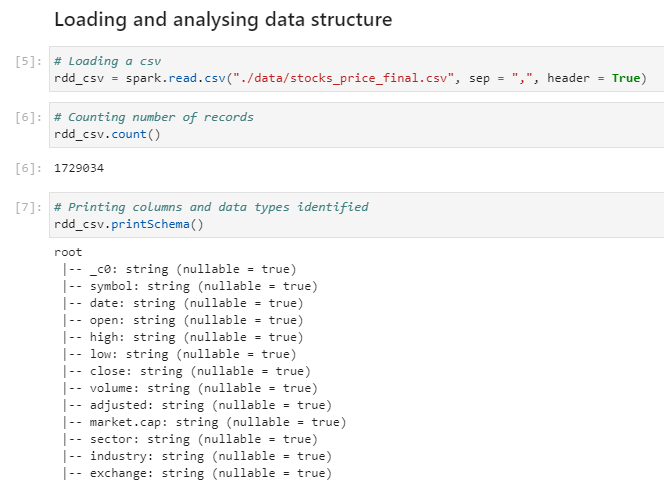 Loading and analysing data structure
[5]: # Loading a csv
rdd_csv = spark.read.csv("./data/stocks_price_final.csv", sep = ",", header = True)
[6]: # Counting number of records
rdd_csv.count()
[6]: 1729034
[7]: # Printing columns and data types identified
rdd_csv.printSchema()
root
|-- _c0: string (nullable = true)
|-- symbol: string (nullable = true)
|-- date: string (nullable = true)
|-- open: string (nullable = true)
|-- high: string (nullable = true)
|-- low: string (nullable = true)
|-- close: string (nullable = true)
|-- volume: string (nullable = true)
|-- adjusted: string (nullable = true)
|-- market.cap: string (nullable = true)
|-- sector: string (nullable = true)
|-- industry: string (nullable = true)
|-- exchange: string (nullable = true)